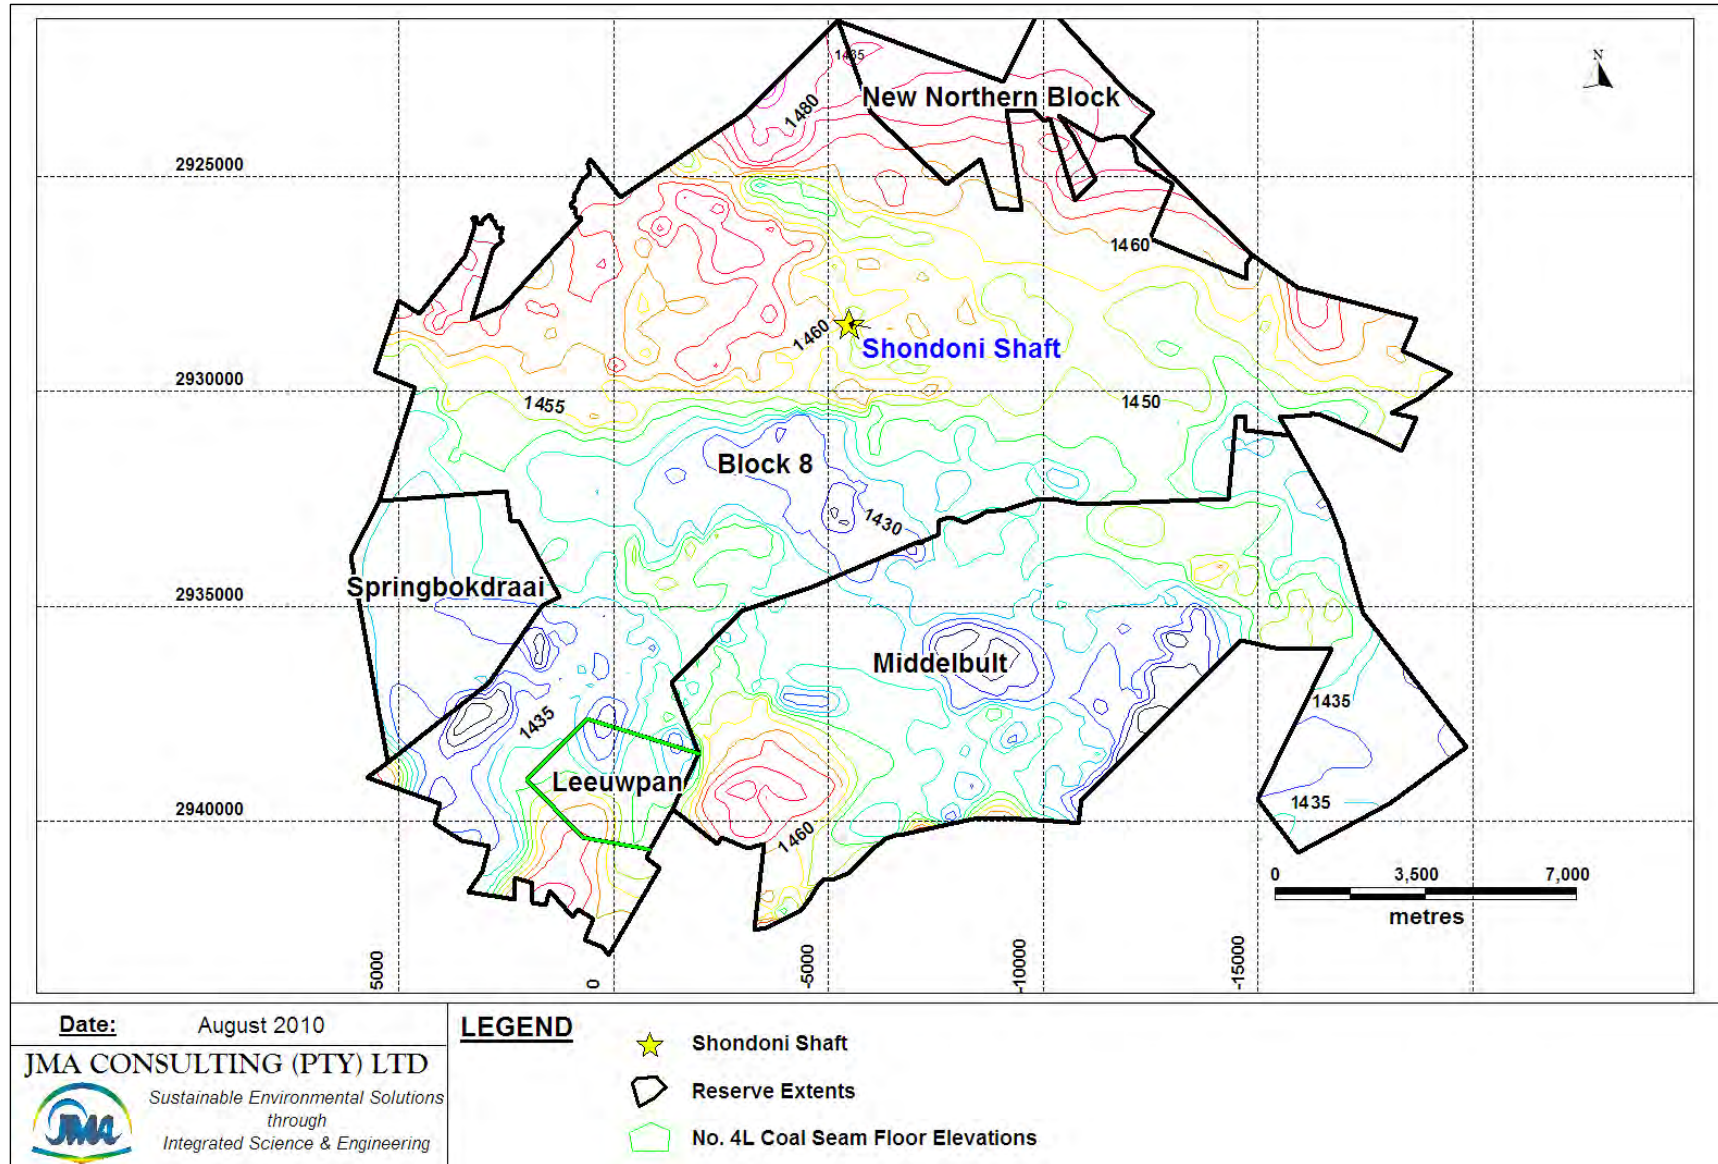 1465
N
1480
New Northern Block
2925000
1460
1460
Shondoni Shaft
2930000
1455
1450
Block 8
1430
Springbokdraai
2935000
Middelbult
1435
1435
Leeuwpan
1435
2940000
1460
0 3,500 7,000
metres
5000
0
-5000
-10000
-15000
Date: August 2010
JMA CONSULTING (PTY) LTD
Sustainable Environmental Solutions
through
Integrated Science & Engineering
JMA
LEGEND
Shondoni Shaft
Reserve Extents
No. 4L Coal Seam Floor Elevations